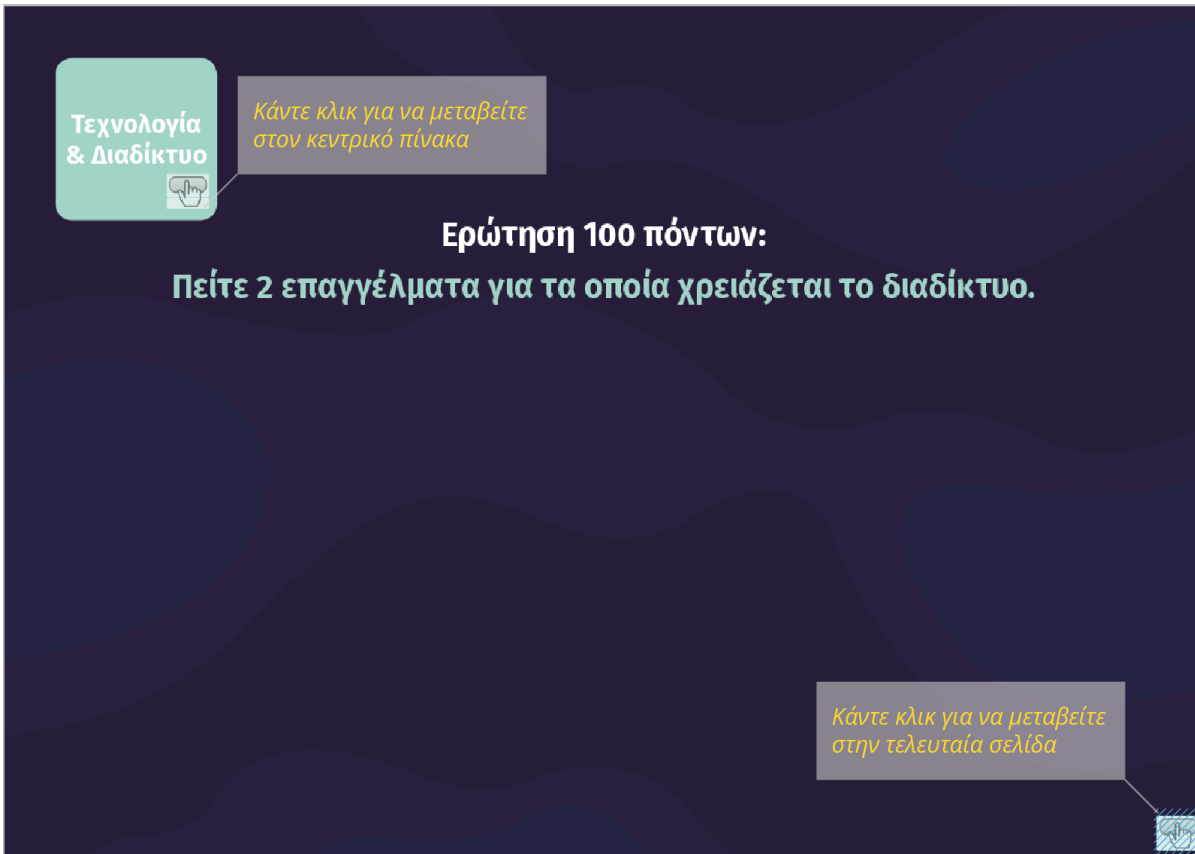 Τεχνολογία
& Διαδίκτυο
Κάντε κλικ για να μεταβείτε
στον κεντρικό πίνακα
Ερώτηση 100 πόντων:
Πείτε 2 επαγγέλματα για τα οποία χρειάζεται το διαδίκτυο.
Κάντε κλικ για να μεταβείτε
στην τελευταία σελίδα